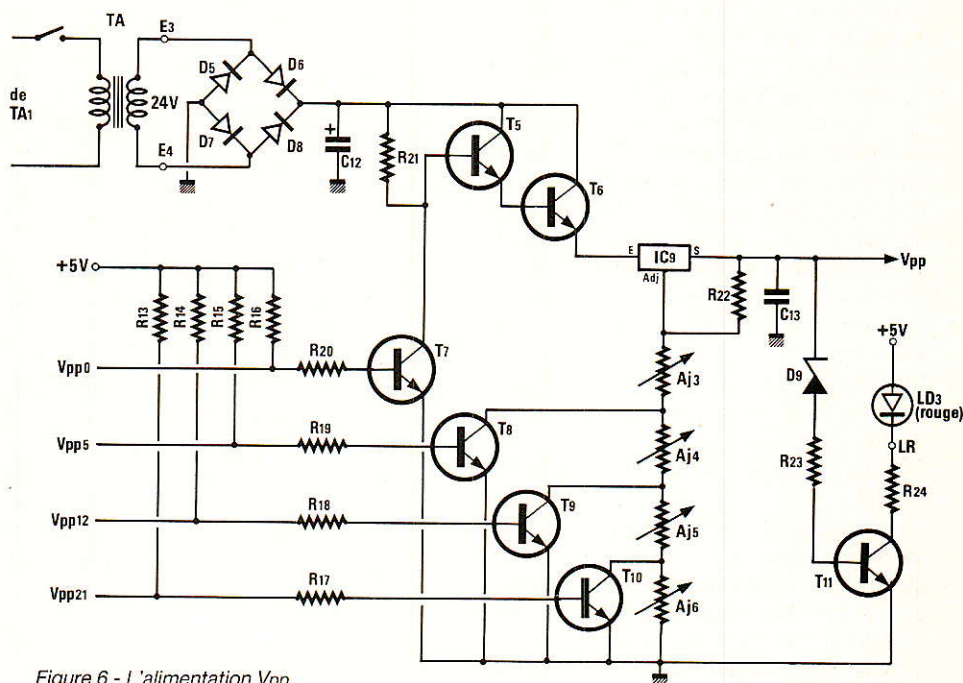 TA
E3
de
TA1
24V
E4
D5
D6
D7
D8
+
C12
R21
T5
T6
E
IC9
S
Adj
Vpp
R22
C13
+5V
R13
R14
R15
R16
Vpp0
R20
T7
Vpp5
R19
T8
Vpp12
R18
T9
Vpp21
R17
T10
Aj3
Aj4
Aj5
Aj6
D9
R23
+5V
LD3
(rouge)
LR
R24
T11
Figure 6 - L'alimentation Vpp